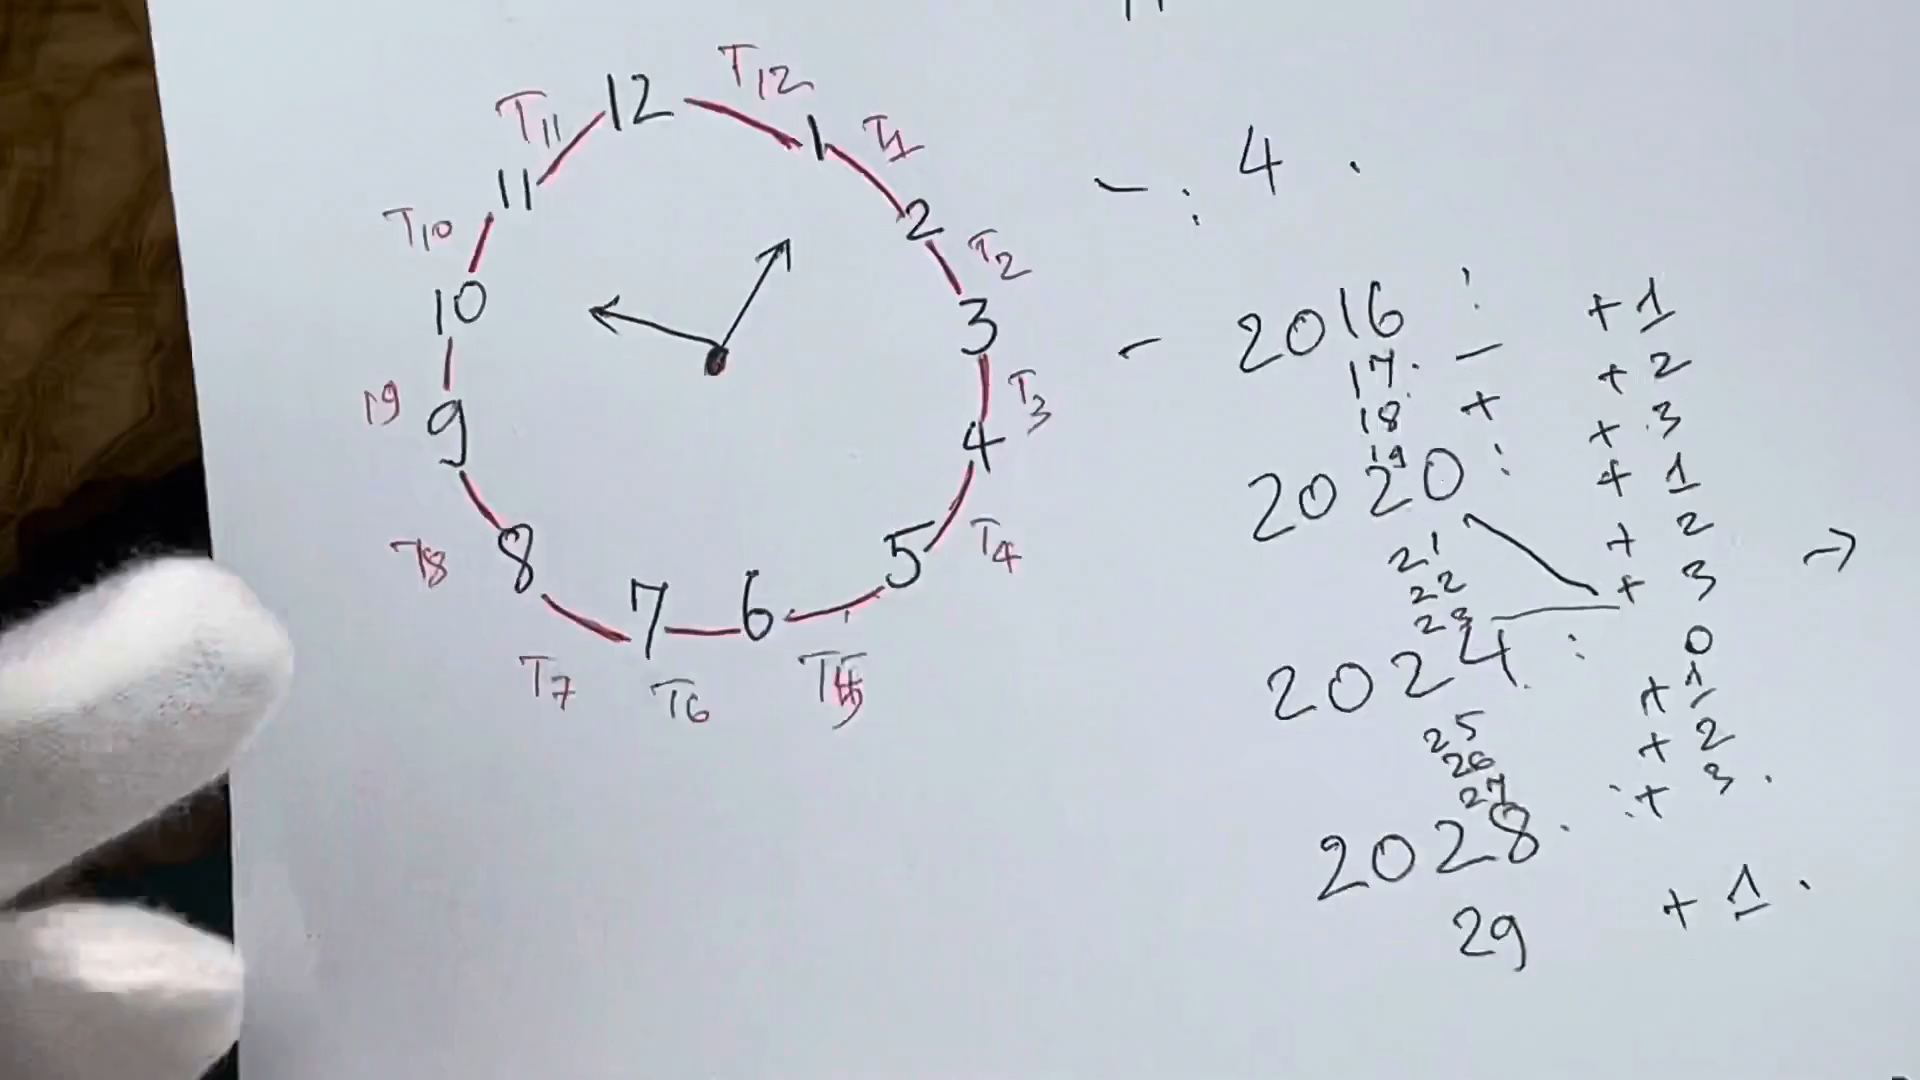 12
T12
1
T1
2
T2
3
T3
4
T4
5
T5
6
T6
7
T7
8
T8
9
19
10
T10
11
T11
- : 4 .
- 2016 : +1
17. - +2
18 + + 3
19 + 1
2020 :
21 + 2
22 + 3 →
23
2024 : 0
25 + 1
26 + 2
27 : + 3 .
2028 .
29 + 1 .